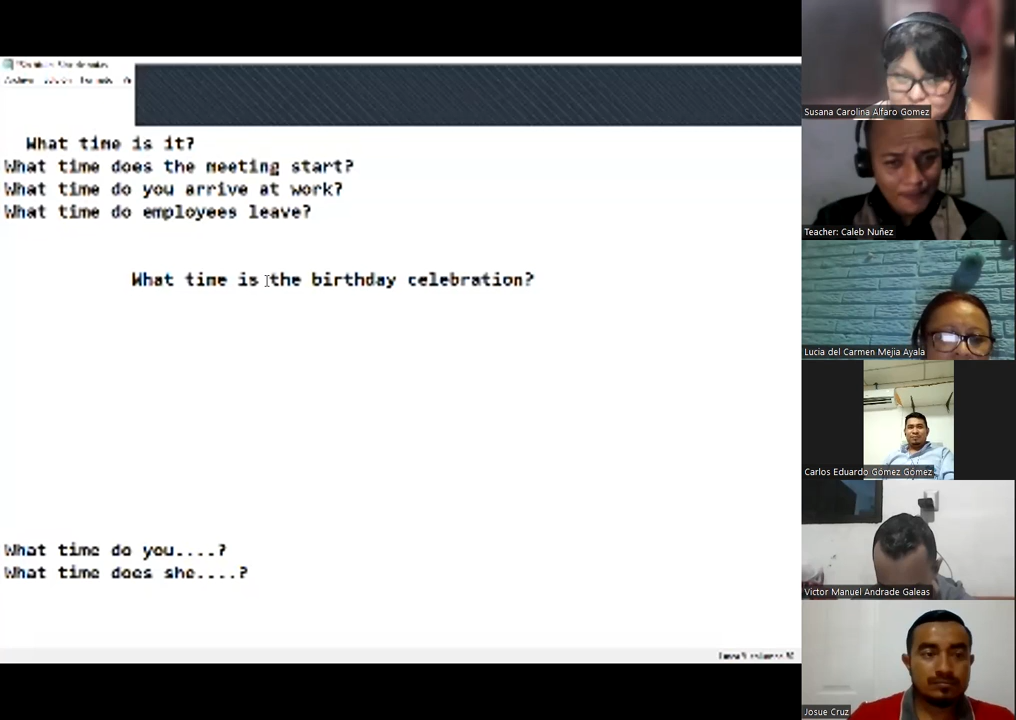 What time is it?
What time does the meeting start?
What time do you arrive at work?
What time do employees leave?
What time is the birthday celebration?
What time do you....?
What time does she....?
Susana Carolina Alfaro Gomez
Teacher: Caleb Nuñez
Lucia del Carmen Mejia Ayala
Carlos Eduardo Gómez Gómez
Victor Manuel Andrade Galeas
Josue Cruz